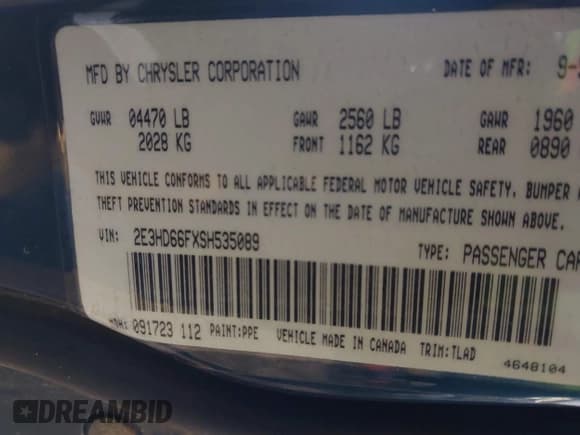 MFD BY CHRYSLER CORPORATION DATE OF MFR: 9-
GVWR 04470 LB GAWR 2560 LB GAWR 1960
2028 KG FRONT 1162 KG REAR 0890
THIS VEHICLE CONFORMS TO ALL APPLICABLE FEDERAL MOTOR VEHICLE SAFETY, BUMPER
THEFT PREVENTION STANDARDS IN EFFECT ON THE DATE OF MANUFACTURE SHOWN ABOVE.
VIN: 2E3HD66FXSH535089 TYPE: PASSENGER CAR
MDH: 091723 112 PAINT:PPE VEHICLE MADE IN CANADA TRIM:TLAD
4648104
DREAMBID